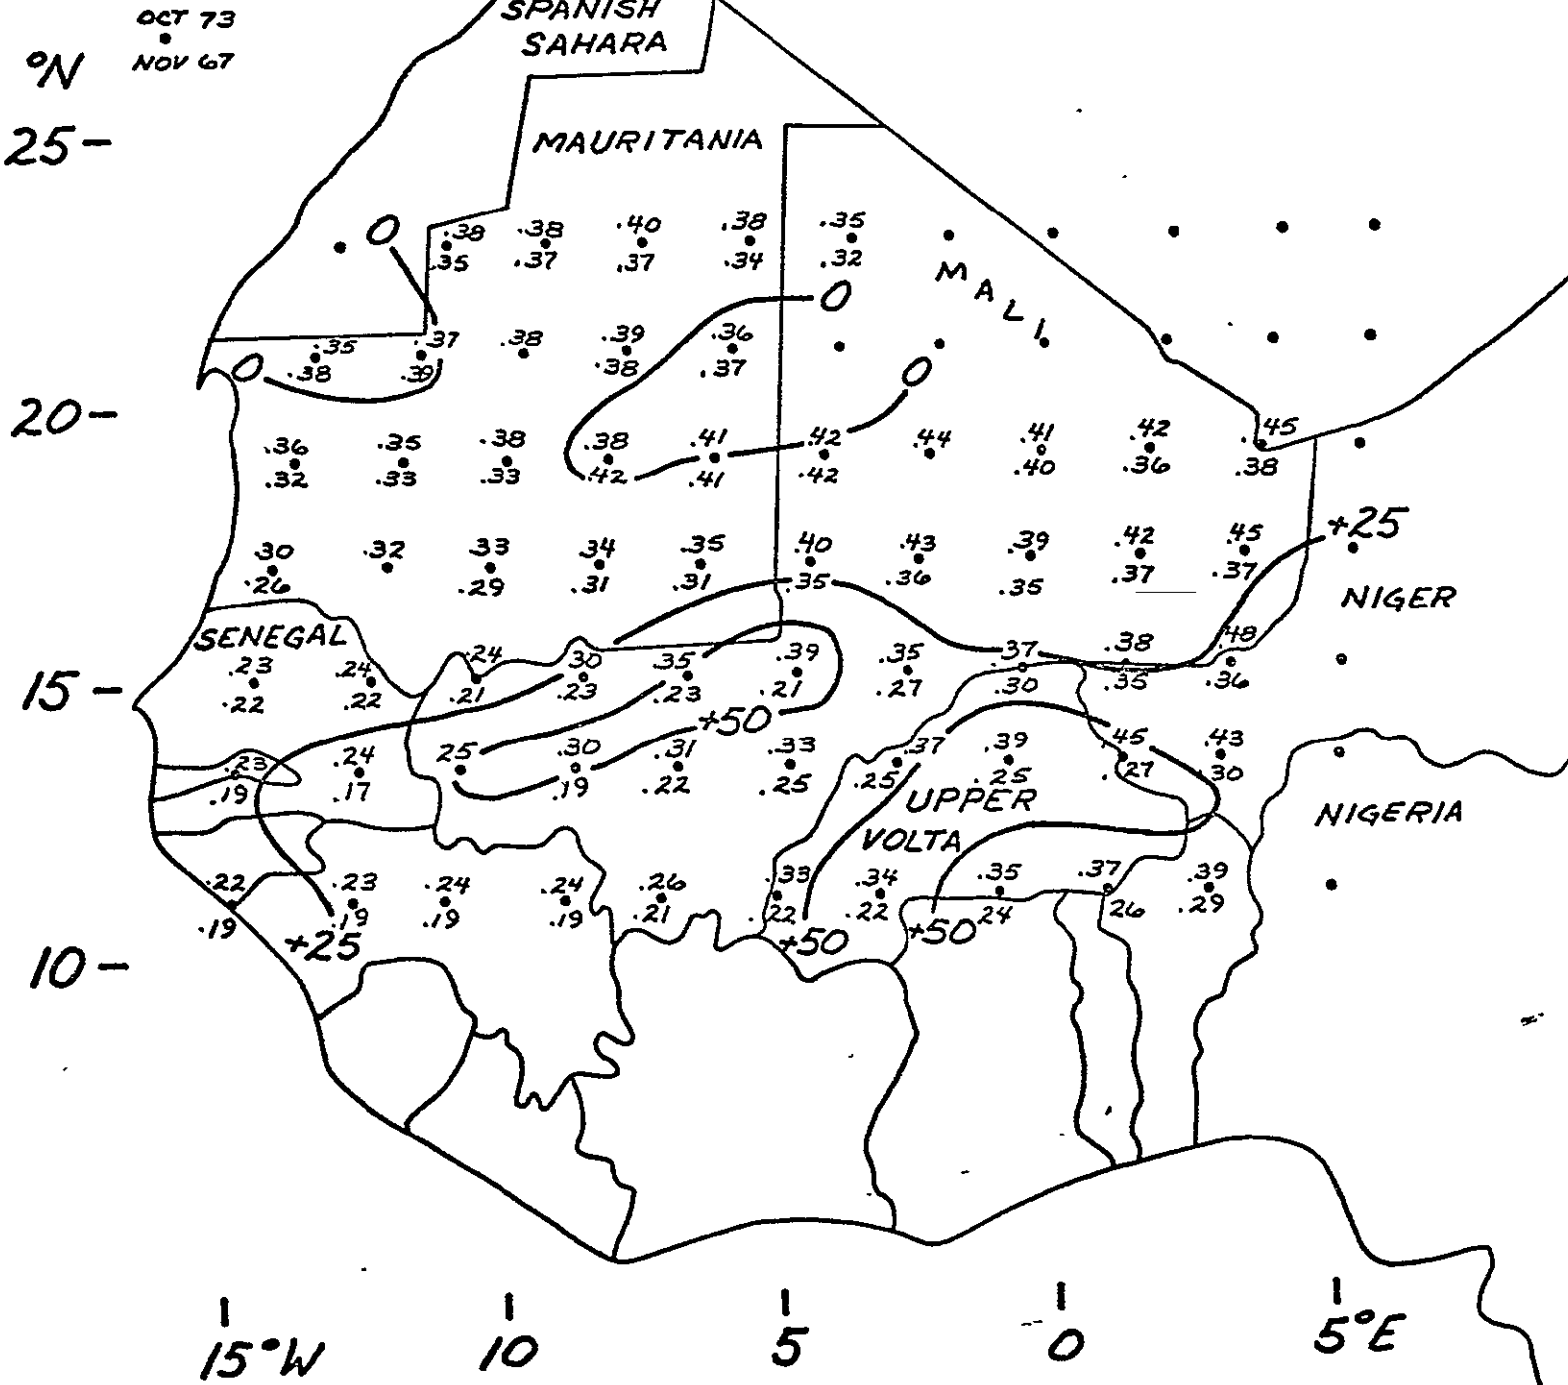 OCT 73
NOV 67
°N
SPANISH
SAHARA
25-
MAURITANIA
0
.38 .38 .40 .38 .35
.35 .37 .37 .34 .32
MALI
0
.35 .37 .38 .39 .36
.38 .39 .38 .37
0
0
20-
.36 .35 .38 .38 .41 .42 .44 .41 .42 .45
.32 .33 .33 .42 .41 .42 .40 .36 .38
+25
.30 .32 .33 .34 .35 .40 .43 .39 .42 .45
.26 .29 .31 .31 .35 .36 .35 .37 .37
NIGER
SENEGAL
.23 .24 .24 .30 .35 .39 .35 .37 .38 .48
.22 .22 .21 .23 .23 .21 .27 .30 .35 .36
15-
+50
.23 .24 25 .30 .31 .33 .37 .39 .45 .43
.19 .17 .19 .22 .25 .25 .25 .27 .30
UPPER
VOLTA
NIGERIA
.22 .23 .24 .24 .26 .33 .34 .35 .37 .39
.19 .19 .19 .19 .21 .22 .22 24 26 .29
+25
+50
+50
10-
15°W 10 5 0 5°E